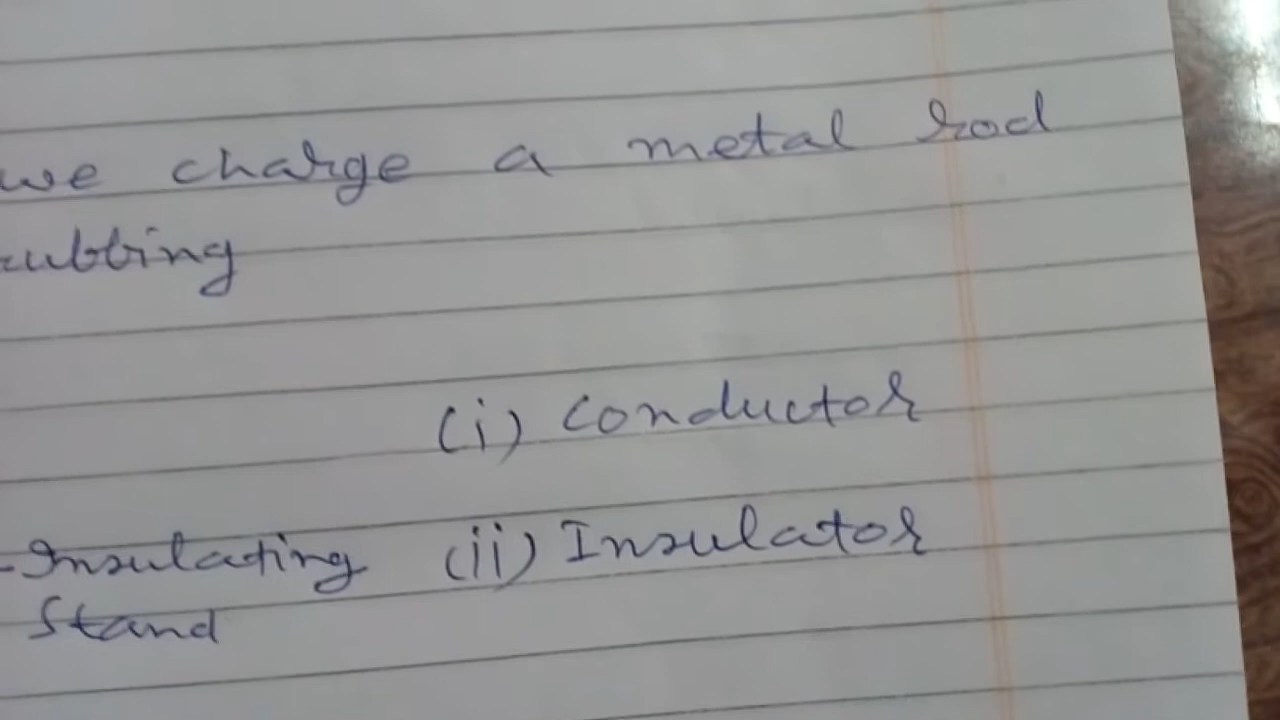 we charge a metal rod
rubbing
(i) conductor
-Insulating (ii) Insulator
Stand